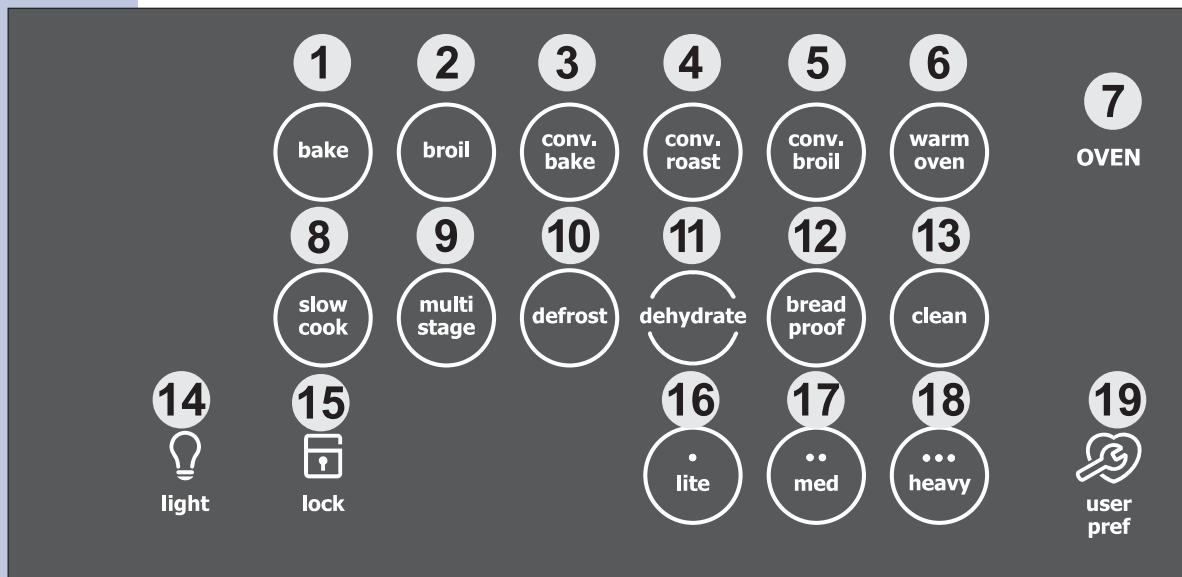 1 2 3 4 5 6
7
bake broil conv. bake conv. roast conv. broil warm oven
OVEN
8 9 10 11 12 13
slow cook multi stage defrost dehydrate bread proof clean
14 15 16 17 18 19
lite med heavy
light lock user pref